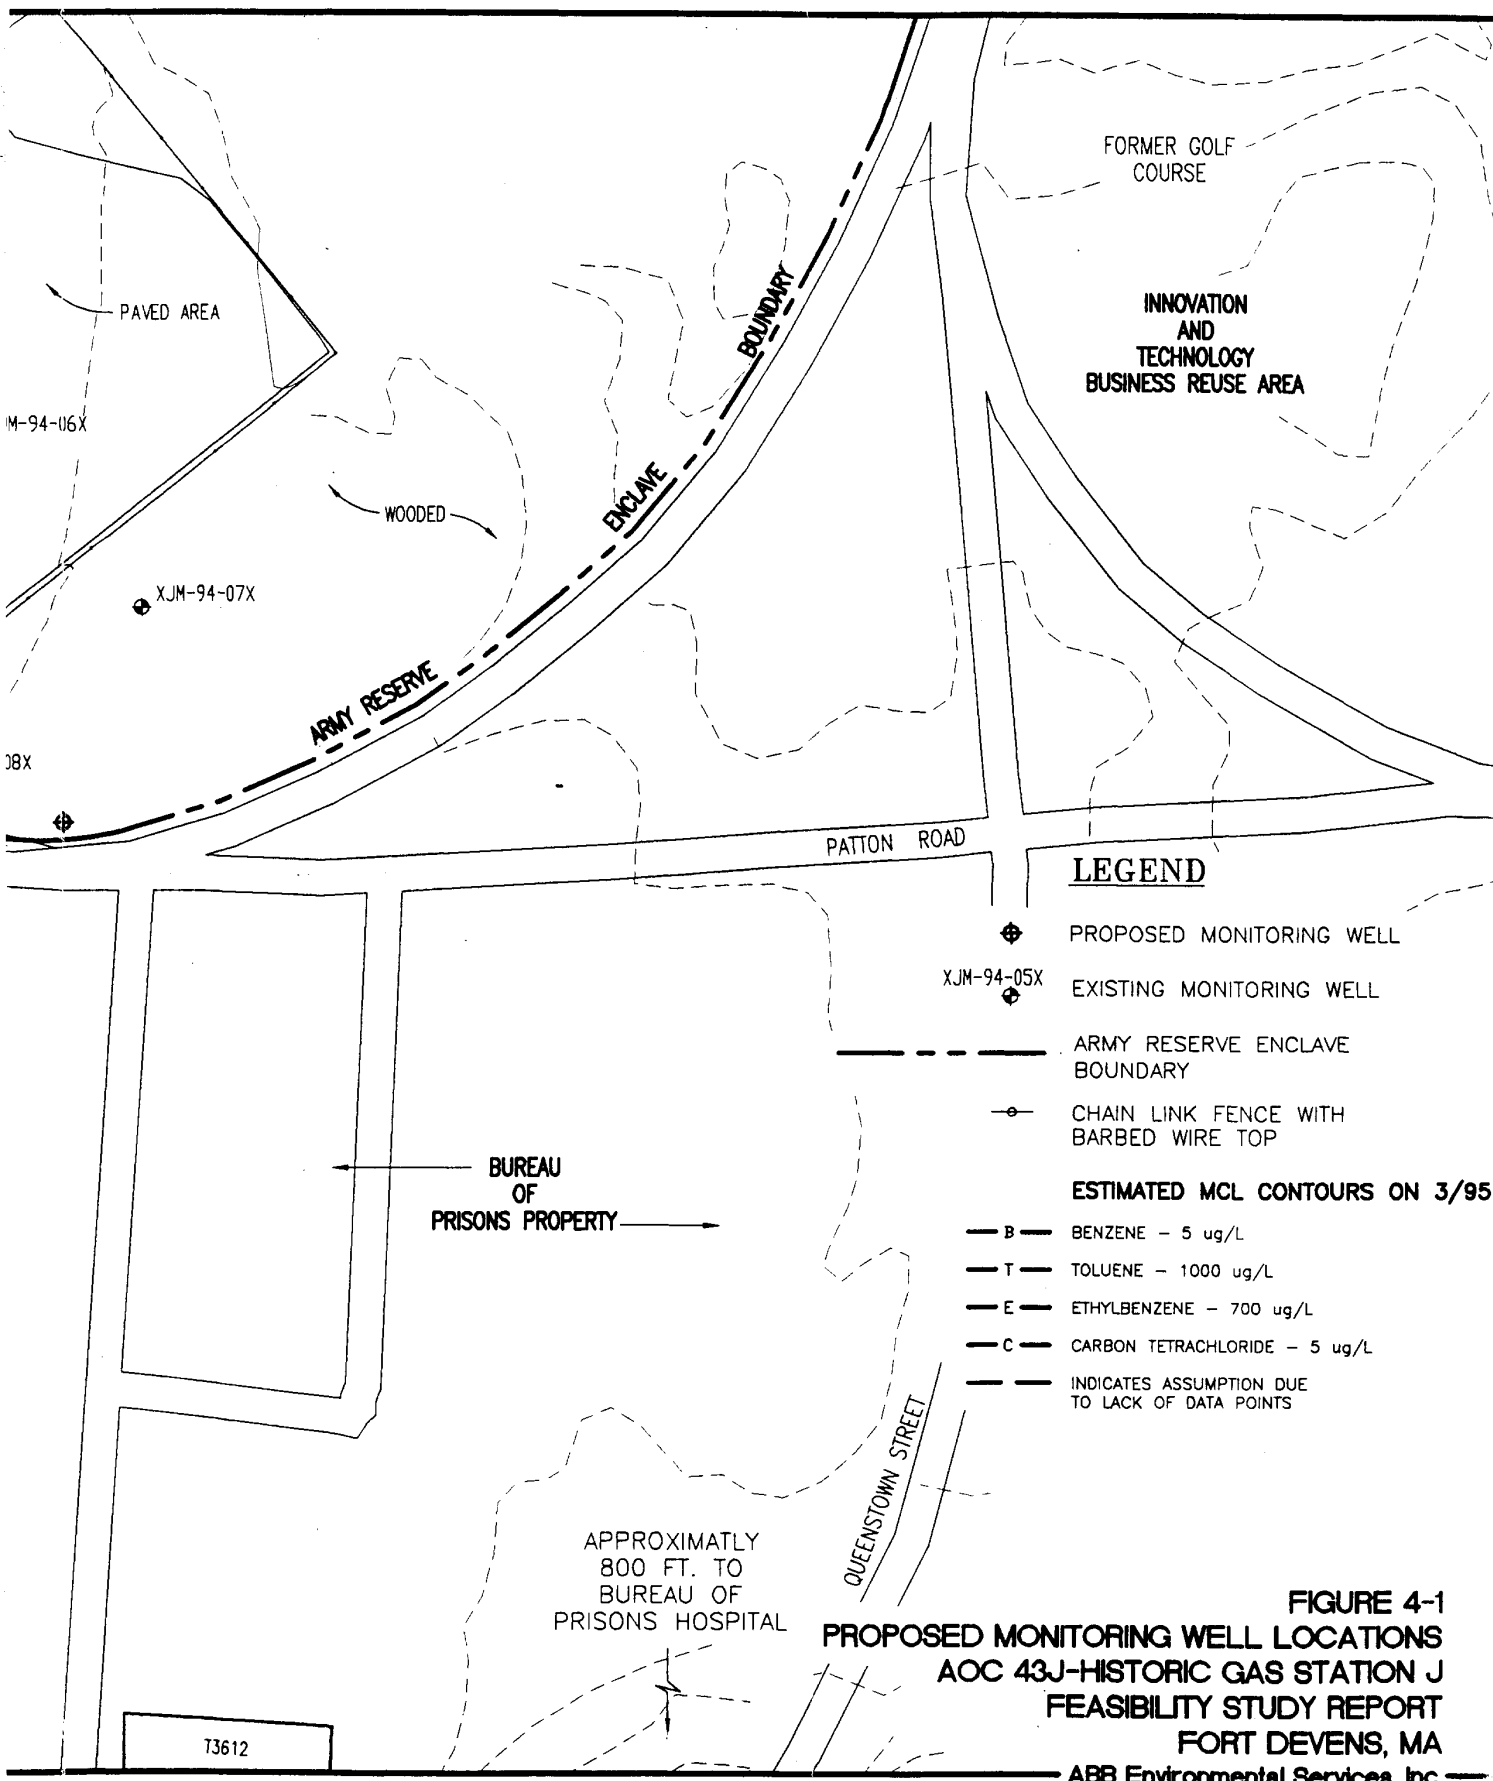 FORMER GOLF
COURSE
PAVED AREA
BOUNDARY
INNOVATION
AND
TECHNOLOGY
BUSINESS REUSE AREA
M-94-06X
WOODED
ENCLAVE
XJM-94-07X
ARMY RESERVE
08X
PATTON ROAD
LEGEND
PROPOSED MONITORING WELL
XJM-94-05X
EXISTING MONITORING WELL
ARMY RESERVE ENCLAVE
BOUNDARY
CHAIN LINK FENCE WITH
BARBED WIRE TOP
BUREAU
OF
PRISONS PROPERTY
ESTIMATED MCL CONTOURS ON 3/95
B BENZENE - 5 ug/L
T TOLUENE - 1000 ug/L
E ETHYLBENZENE - 700 ug/L
C CARBON TETRACHLORIDE - 5 ug/L
INDICATES ASSUMPTION DUE
TO LACK OF DATA POINTS
QUEENSTOWN STREET
APPROXIMATLY
800 FT. TO
BUREAU OF
PRISONS HOSPITAL
T3612
FIGURE 4-1
PROPOSED MONITORING WELL LOCATIONS
AOC 43J-HISTORIC GAS STATION J
FEASIBILITY STUDY REPORT
FORT DEVENS, MA
ABB Environmental Services, Inc.